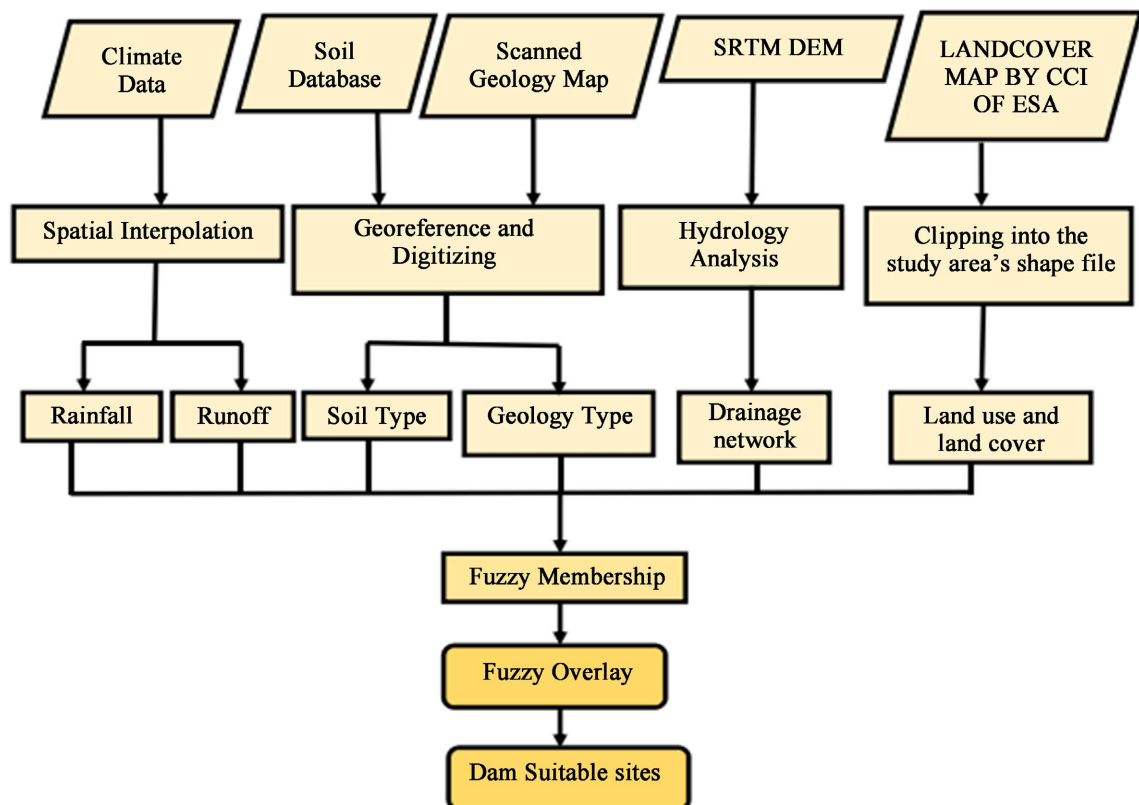 Climate
Data
Soil
Database
Scanned
Geology Map
SRTM DEM
LANDCOVER
MAP BY CCI
OF ESA
Spatial Interpolation
Georeference and
Digitizing
Hydrology
Analysis
Clipping into the
study area’s shape file
Rainfall
Runoff
Soil Type
Geology Type
Drainage
network
Land use and
land cover
Fuzzy Membership
Fuzzy Overlay
Dam Suitable sites